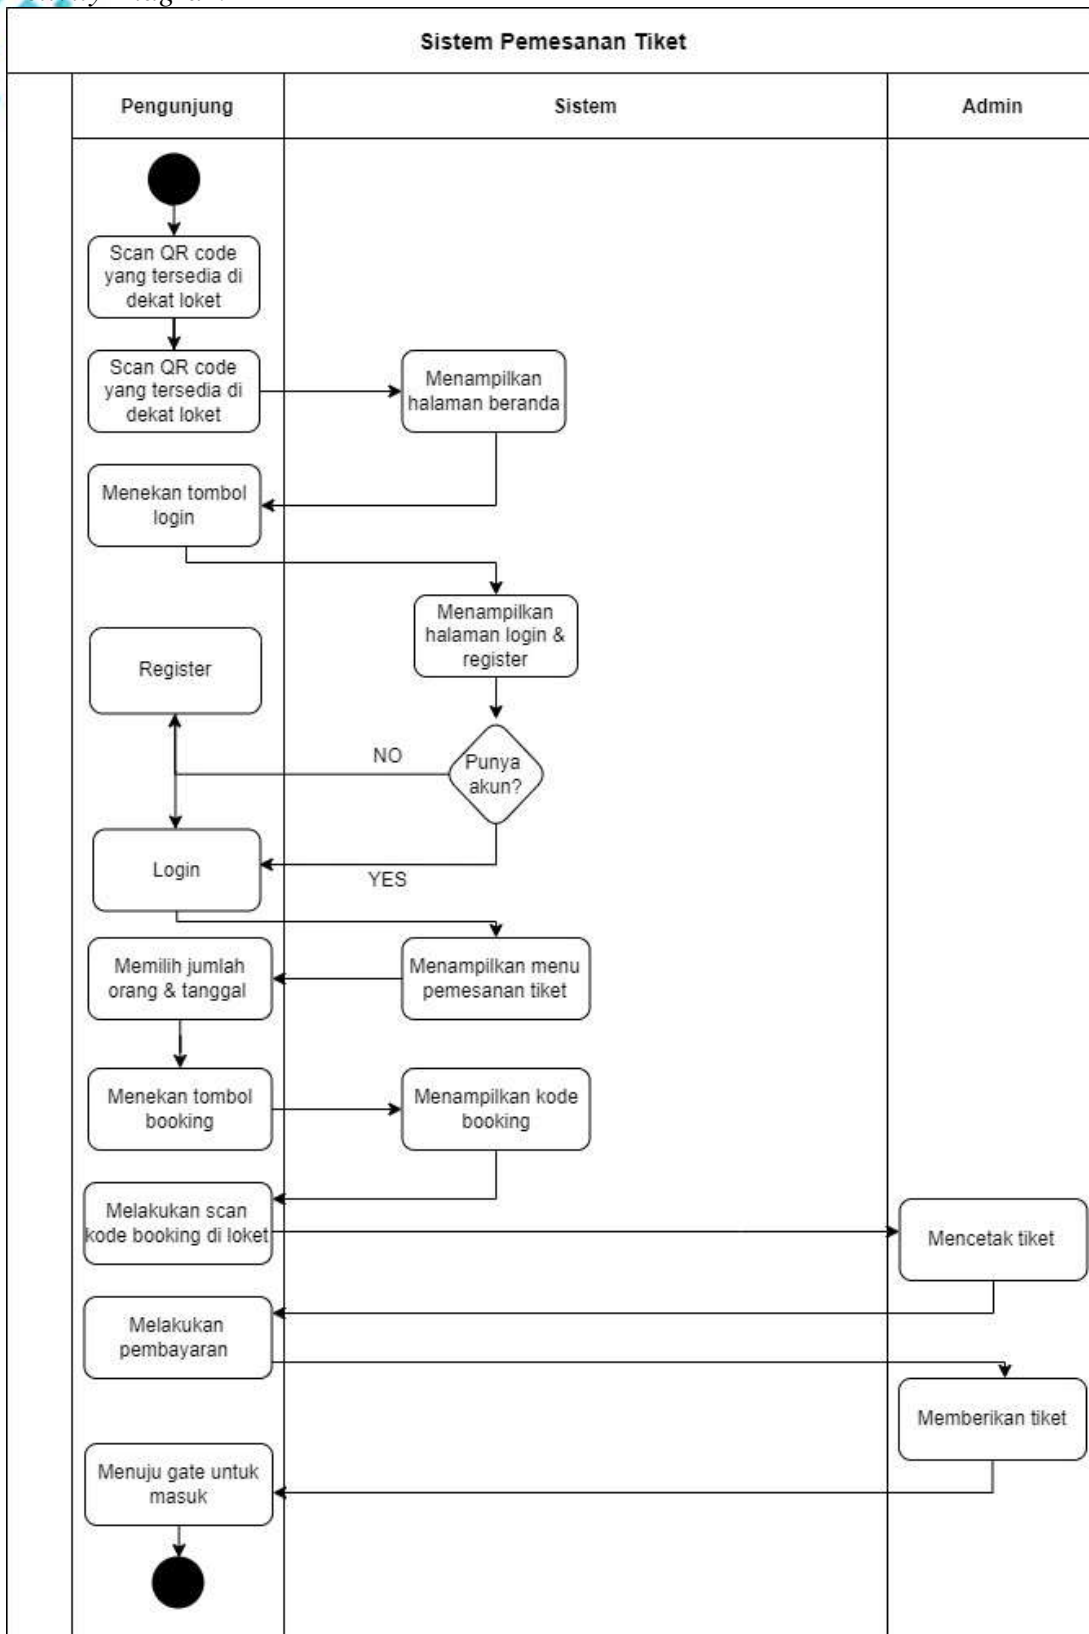 Sistem Pemesanan Tiket
Pengunjung
Sistem
Admin
Scan QR code
yang tersedia di
dekat loket
Scan QR code
yang tersedia di
dekat loket
Menampilkan
halaman beranda
Menekan tombol
login
Menampilkan
halaman login &
register
Register
NO
Punya
akun?
Login
YES
Memilih jumlah
orang & tanggal
Menampilkan menu
pemesanan tiket
Menekan tombol
booking
Menampilkan kode
booking
Melakukan scan
kode booking di loket
Mencetak tiket
Melakukan
pembayaran
Memberikan tiket
Menuju gate untuk
masuk